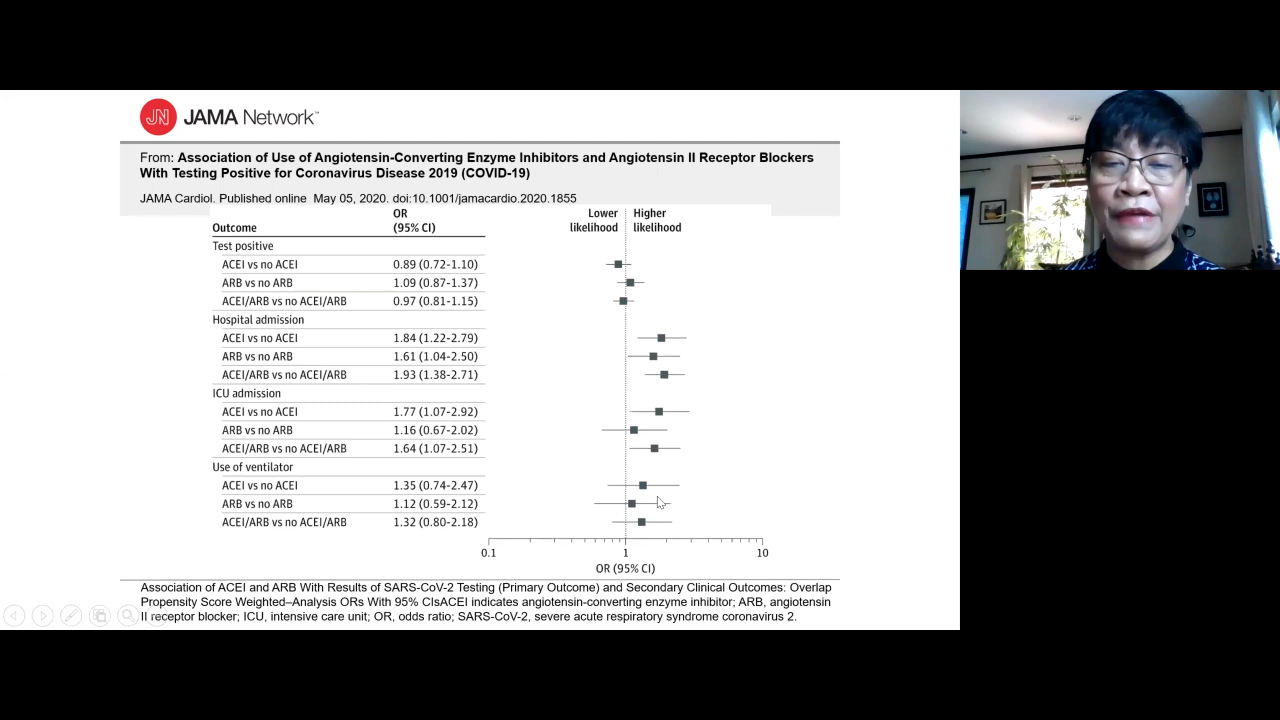 JN JAMA Network™
From: Association of Use of Angiotensin-Converting Enzyme Inhibitors and Angiotensin II Receptor Blockers
With Testing Positive for Coronavirus Disease 2019 (COVID-19)
JAMA Cardiol. Published online  May 05, 2020. doi:10.1001/jamacardio.2020.1855
Outcome OR (95% CI) Lower likelihood Higher likelihood
Test positive
ACEI vs no ACEI 0.89 (0.72-1.10)
ARB vs no ARB 1.09 (0.87-1.37)
ACEI/ARB vs no ACEI/ARB 0.97 (0.81-1.15)
Hospital admission
ACEI vs no ACEI 1.84 (1.22-2.79)
ARB vs no ARB 1.61 (1.04-2.50)
ACEI/ARB vs no ACEI/ARB 1.93 (1.38-2.71)
ICU admission
ACEI vs no ACEI 1.77 (1.07-2.92)
ARB vs no ARB 1.16 (0.67-2.02)
ACEI/ARB vs no ACEI/ARB 1.64 (1.07-2.51)
Use of ventilator
ACEI vs no ACEI 1.35 (0.74-2.47)
ARB vs no ARB 1.12 (0.59-2.12)
ACEI/ARB vs no ACEI/ARB 1.32 (0.80-2.18)
0.1 1 10
OR (95% CI)
Association of ACEI and ARB With Results of SARS-CoV-2 Testing (Primary Outcome) and Secondary Clinical Outcomes: Overlap
Propensity Score Weighted–Analysis ORs With 95% CIsACEI indicates angiotensin-converting enzyme inhibitor; ARB, angiotensin
II receptor blocker; ICU, intensive care unit; OR, odds ratio; SARS-CoV-2, severe acute respiratory syndrome coronavirus 2.